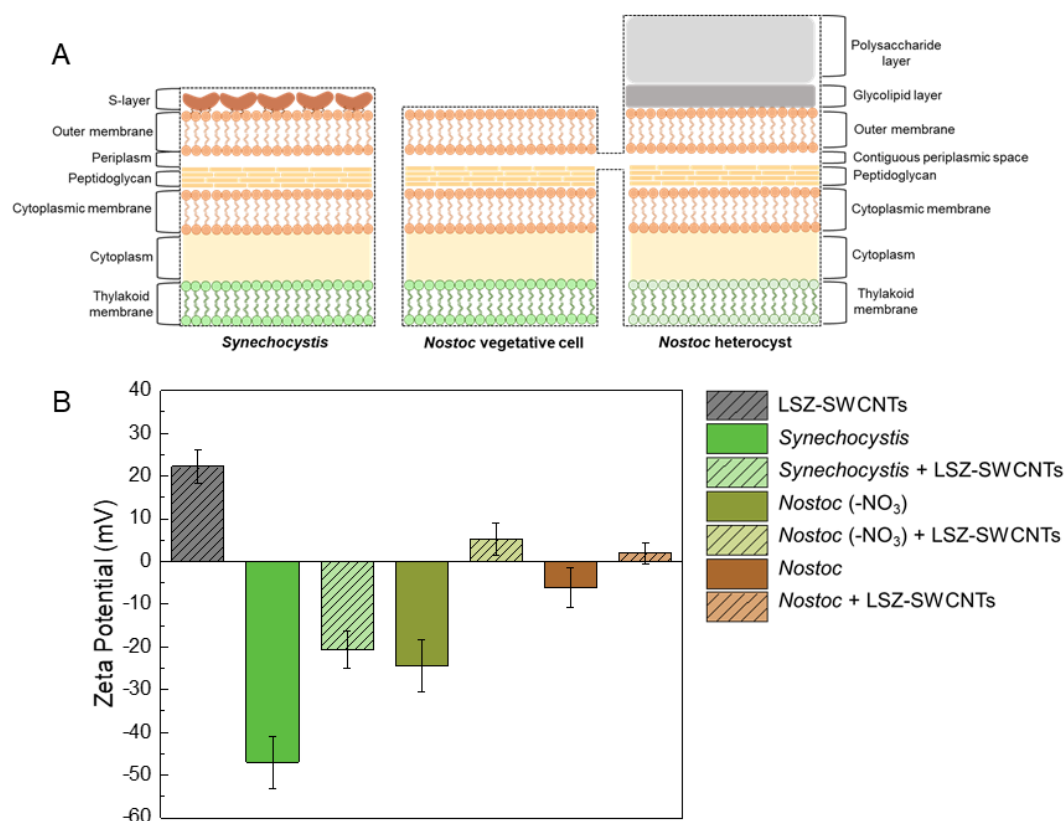 A
S-layer
Outer
membrane
Periplasm
Peptidoglycan
Cytoplasmic membrane
Cytoplasm
Thylakoid
membrane
Polysaccharide
layer
Glycolipid layer
Outer membrane
Contiguous periplasmic space
Peptidoglycan
Cytoplasmic membrane
Cytoplasm
Thylakoid
membrane
Synechocystis
Nostoc vegetative cell
Nostoc heterocyst
B
Zeta Potential (mV)
40
30
20
10
0
-10
-20
-30
-40
-50
-60
LSZ-SWCNTs
Synechocystis
Synechocystis + LSZ-SWCNTs
Nostoc (-NO₃)
Nostoc (-NO₃) + LSZ-SWCNTs
Nostoc
Nostoc + LSZ-SWCNTs